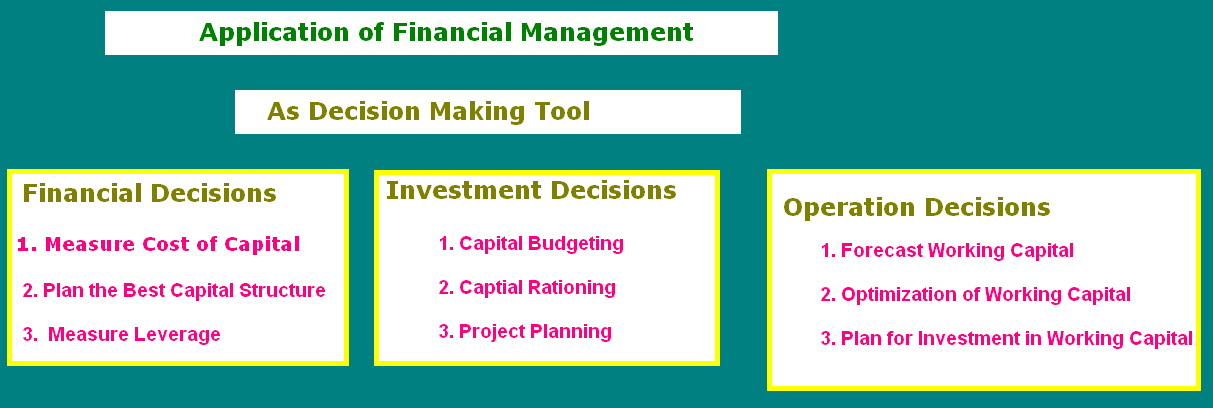 Application of Financial Management
As Decision Making Tool
Financial Decisions
1. Measure Cost of Capital
2. Plan the Best Capital Structure
3. Measure Leverage
Investment Decisions
1. Capital Budgeting
2. Captial Rationing
3. Project Planning
Operation Decisions
1. Forecast Working Capital
2. Optimization of Working Capital
3. Plan for Investment in Working Capital